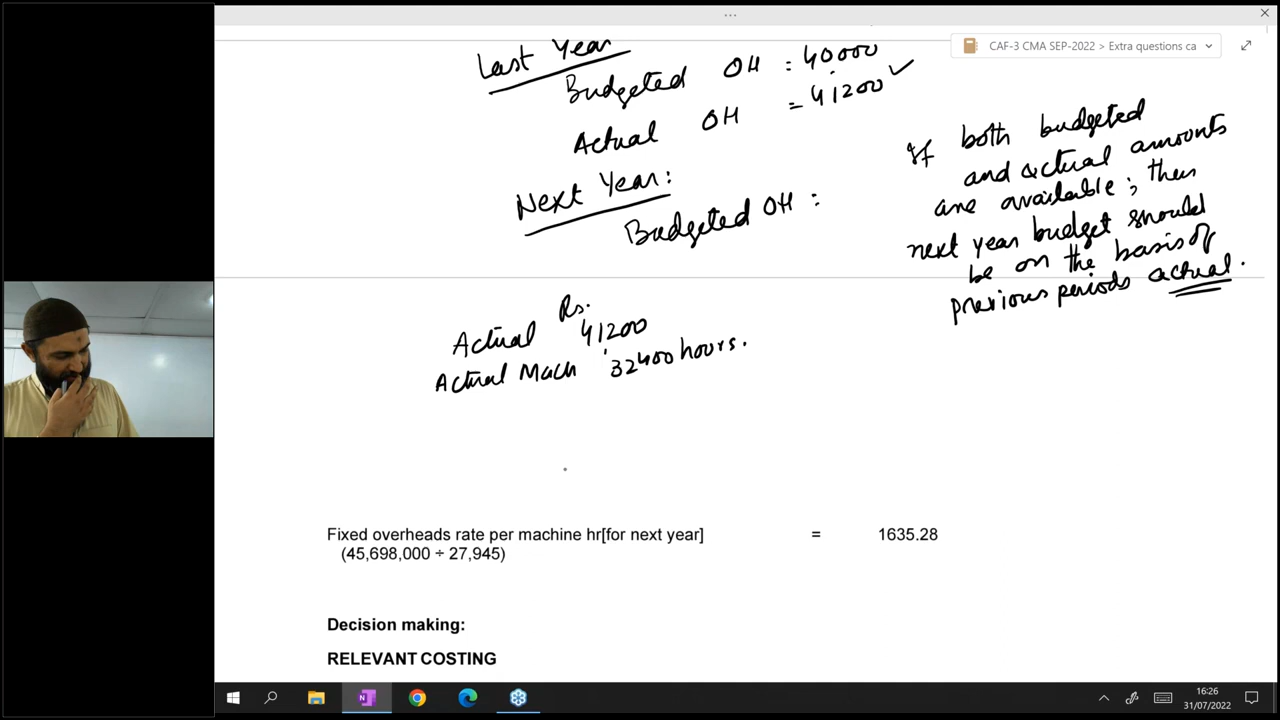 CAF-3 CMA SEP-2022 > Extra questions ca
Last Year
Budgeted OH : 40000
Actual OH = 41200
Next Year:
Budgeted OH :
If both budgeted
and actual amounts
are available; then
next year budget should
be on the basis of
previous periods actual.
Rs.
Actual 41200
Actual Mach 32400 hours.
Fixed overheads rate per machine hr[for next year] = 1635.28
(45,698,000 ÷ 27,945)
Decision making:
RELEVANT COSTING
16:26
31/07/2022